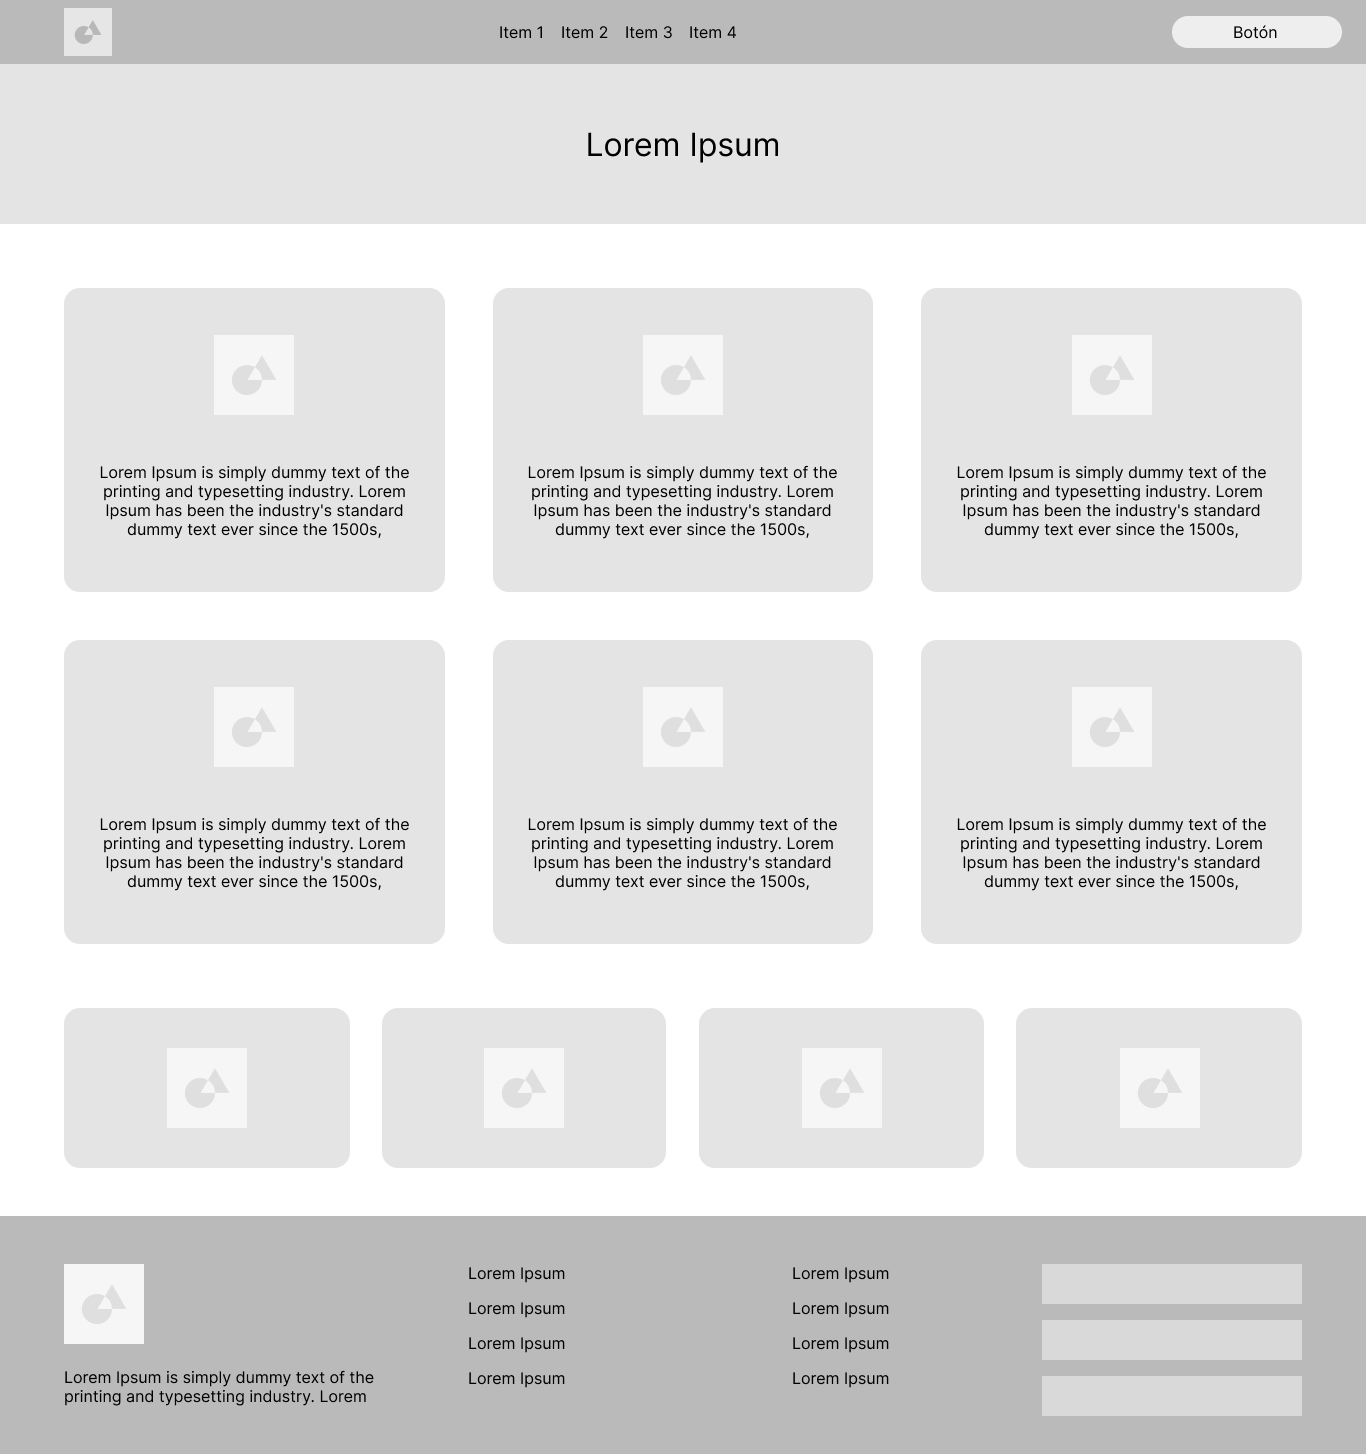 Item 1 Item 2 Item 3 Item 4 Botón
Lorem Ipsum
Lorem Ipsum is simply dummy text of the
printing and typesetting industry. Lorem
Ipsum has been the industry's standard
dummy text ever since the 1500s,
Lorem Ipsum is simply dummy text of the
printing and typesetting industry. Lorem
Ipsum has been the industry's standard
dummy text ever since the 1500s,
Lorem Ipsum is simply dummy text of the
printing and typesetting industry. Lorem
Ipsum has been the industry's standard
dummy text ever since the 1500s,
Lorem Ipsum is simply dummy text of the
printing and typesetting industry. Lorem
Ipsum has been the industry's standard
dummy text ever since the 1500s,
Lorem Ipsum is simply dummy text of the
printing and typesetting industry. Lorem
Ipsum has been the industry's standard
dummy text ever since the 1500s,
Lorem Ipsum is simply dummy text of the
printing and typesetting industry. Lorem
Ipsum has been the industry's standard
dummy text ever since the 1500s,
Lorem Ipsum is simply dummy text of the
printing and typesetting industry. Lorem
Lorem Ipsum
Lorem Ipsum
Lorem Ipsum
Lorem Ipsum
Lorem Ipsum
Lorem Ipsum
Lorem Ipsum
Lorem Ipsum